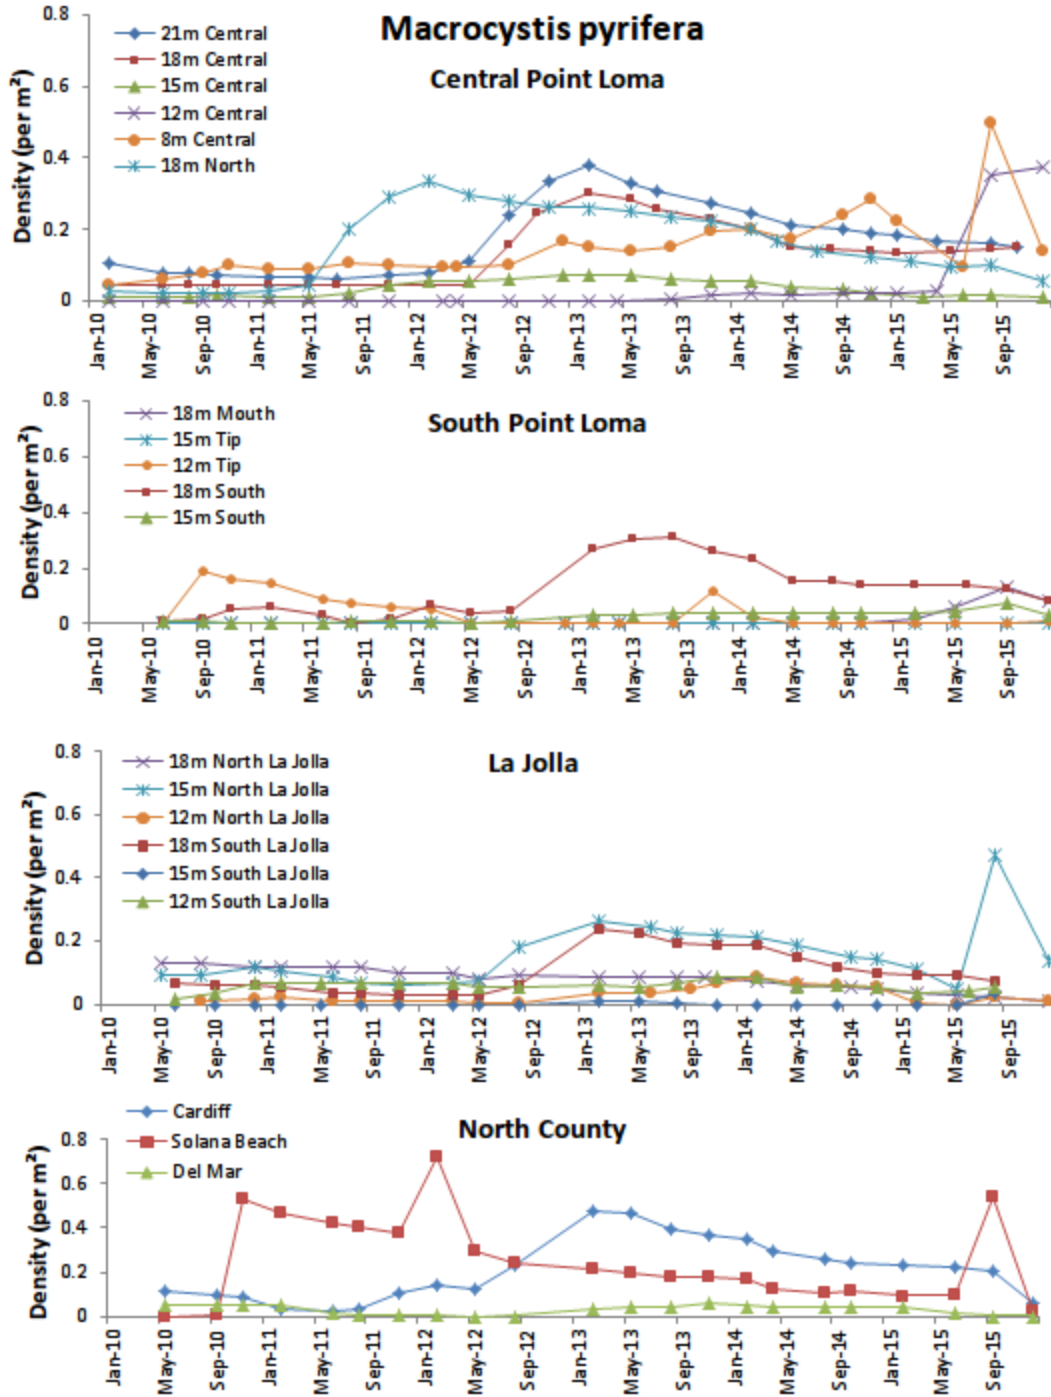 Macrocystis pyrifera
Central Point Loma
Density (per m²)
0.8
0.6
0.4
0.2
0
21m Central
18m Central
15m Central
12m Central
8m Central
18m North
Jan-10
May-10
Sep-10
Jan-11
May-11
Sep-11
Jan-12
May-12
Sep-12
Jan-13
May-13
Sep-13
Jan-14
May-14
Sep-14
Jan-15
May-15
Sep-15
South Point Loma
Density (per m²)
0.8
0.6
0.4
0.2
0
18m Mouth
15m Tip
12m Tip
18m South
15m South
Jan-10
May-10
Sep-10
Jan-11
May-11
Sep-11
Jan-12
May-12
Sep-12
Jan-13
May-13
Sep-13
Jan-14
May-14
Sep-14
Jan-15
May-15
Sep-15
La Jolla
Density (per m²)
0.8
0.6
0.4
0.2
0
18m North La Jolla
15m North La Jolla
12m North La Jolla
18m South La Jolla
15m South La Jolla
12m South La Jolla
Jan-10
May-10
Sep-10
Jan-11
May-11
Sep-11
Jan-12
May-12
Sep-12
Jan-13
May-13
Sep-13
Jan-14
May-14
Sep-14
Jan-15
May-15
Sep-15
North County
Density (per m²)
0.8
0.6
0.4
0.2
0
Cardiff
Solana Beach
Del Mar
Jan-10
May-10
Sep-10
Jan-11
May-11
Sep-11
Jan-12
May-12
Sep-12
Jan-13
May-13
Sep-13
Jan-14
May-14
Sep-14
Jan-15
May-15
Sep-15